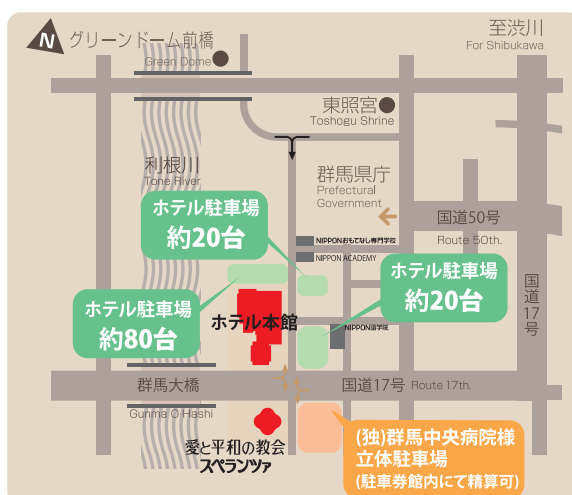 N
グリーンドーム前橋
Green Dome
至渋川
For Shibukawa
東照宮
Toshogu Shrine
利根川
Tone River
群馬県庁
Prefectural
Government
ホテル駐車場
約20台
国道50号
Route 50th.
NIPPONおもてなし専門学校
NIPPON ACADEMY
ホテル駐車場
約20台
ホテル駐車場
約80台
ホテル本館
NIPPON語学院
国道17号
群馬大橋
Gunma O-Hashi
国道17号 Route 17th.
愛と平和の教会
スペランツァ
(独)群馬中央病院様
立体駐車場
(駐車券館内にて精算可)